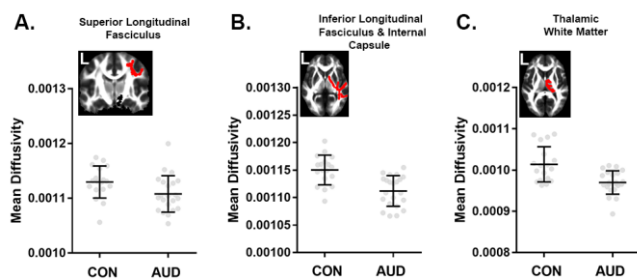 A.
Superior Longitudinal
Fasciculus
L
Mean Diffusivity
0.0013
0.0012
0.0011
0.0010
CON AUD
B.
Inferior Longitudinal
Fasciculus & Internal
Capsule
L
Mean Diffusivity
0.00130
0.00125
0.00120
0.00115
0.00110
0.00105
0.00100
CON AUD
C.
Thalamic
White Matter
L
Mean Diffusivity
0.0012
0.0011
0.0010
0.0009
0.0008
CON AUD